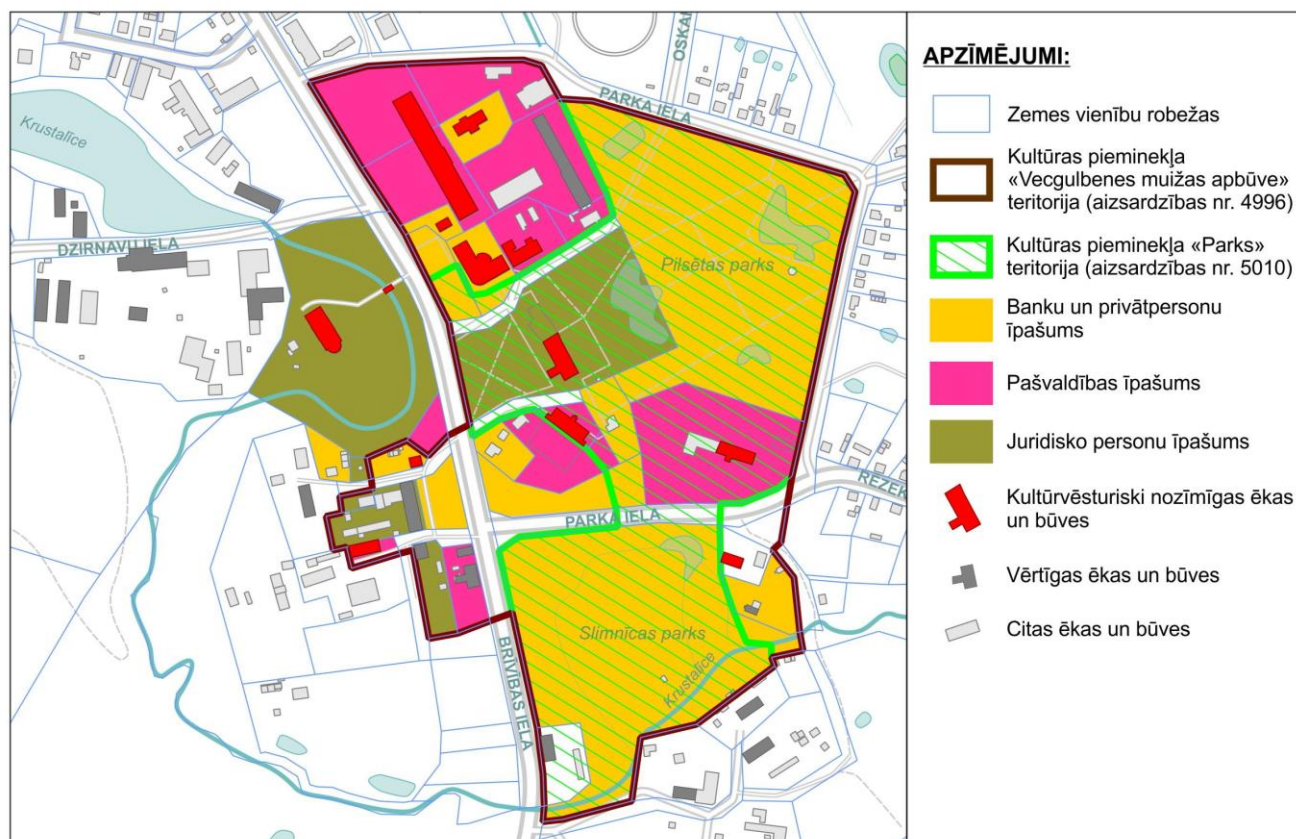 Krustalīce
DZIRNAVU IELA
PARKA IELA
Pilsētas parks
PARKA IELA
Slimnīcas parks
Krustalīce
BRĪVĪBAS IELA
APZĪMĒJUMI:
Zemes vienību robežas
Kultūras pieminekļa
«Vecgulbenes muižas apbūve»
teritorija (aizsardzības nr. 4996)
Kultūras pieminekļa «Parks»
teritorija (aizsardzības nr. 5010)
Banku un privātpersonu
īpašums
Pašvaldības īpašums
Juridisko personu īpašums
Kultūrvēsturiski nozīmīgas ēkas
un būves
Vērtīgas ēkas un būves
Citas ēkas un būves